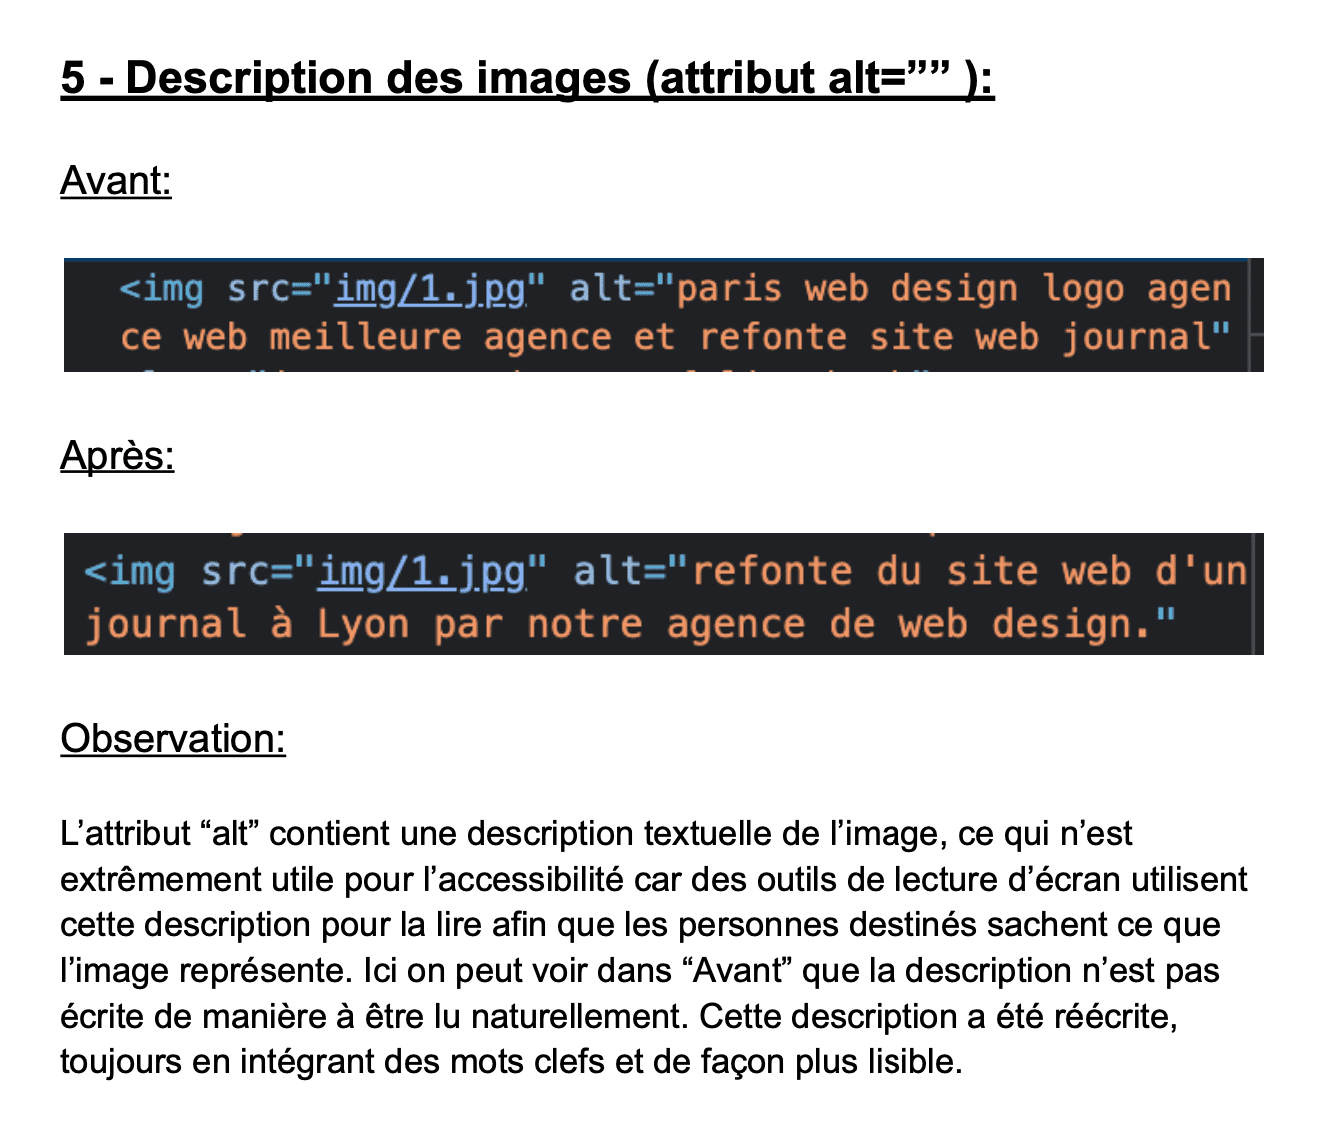 5 - Description des images (attribut alt=”” ):
Avant:
<img src="img/1.jpg" alt="paris web design logo agen
ce web meilleure agence et refonte site web journal"
Après:
<img src="img/1.jpg" alt="refonte du site web d'un
journal à Lyon par notre agence de web design."
Observation:
L’attribut “alt” contient une description textuelle de l’image, ce qui n’est
extrêmement utile pour l’accessibilité car des outils de lecture d’écran utilisent
cette description pour la lire afin que les personnes destinés sachent ce que
l’image représente. Ici on peut voir dans “Avant” que la description n’est pas
écrite de manière à être lu naturellement. Cette description a été réécrite,
toujours en intégrant des mots clefs et de façon plus lisible.